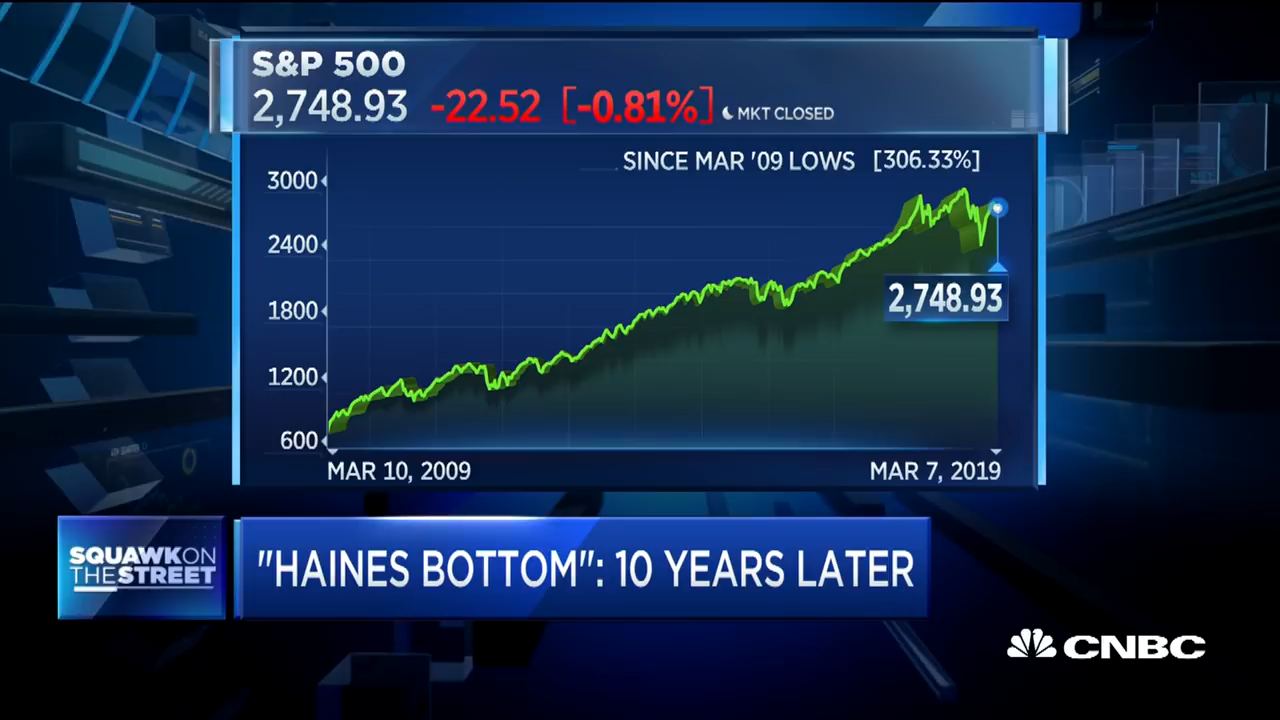 S&P 500
2,748.93 -22.52 [-0.81%] MKT CLOSED
SINCE MAR '09 LOWS [306.33%]
3000
2400
1800
1200
600
2,748.93
MAR 10, 2009 MAR 7, 2019
SQUAWK ON
THE STREET
"HAINES BOTTOM": 10 YEARS LATER
CNBC